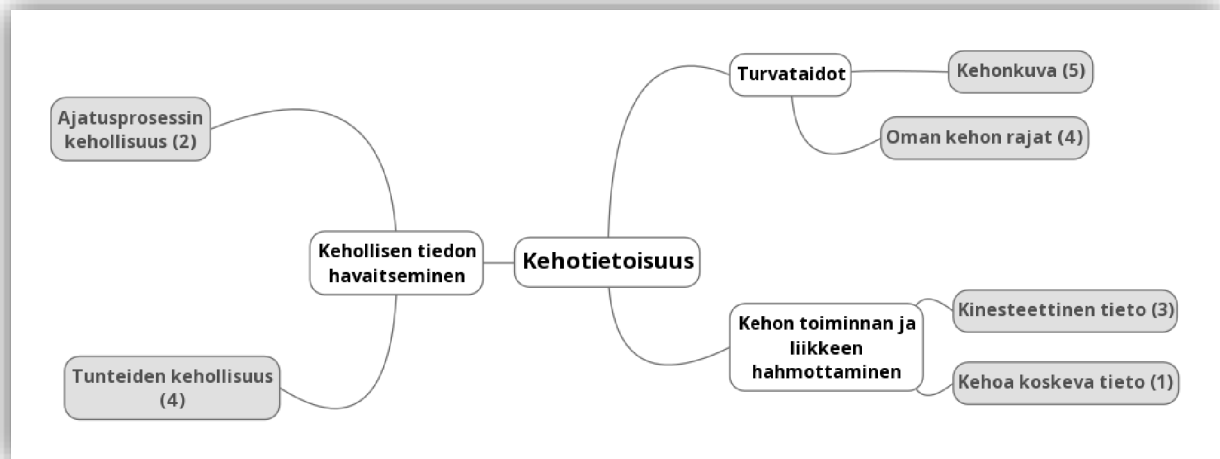 Turvataidot
Kehonkuva (5)
Ajatusprosessin
kehollisuus (2)
Oman kehon rajat (4)
Kehollisen tiedon
havaitseminen
Kehotietoisuus
Kehon toiminnan ja
liikkeen
hahmottaminen
Kinesteettinen tieto (3)
Kehoa koskeva tieto (1)
Tunteiden kehollisuus
(4)